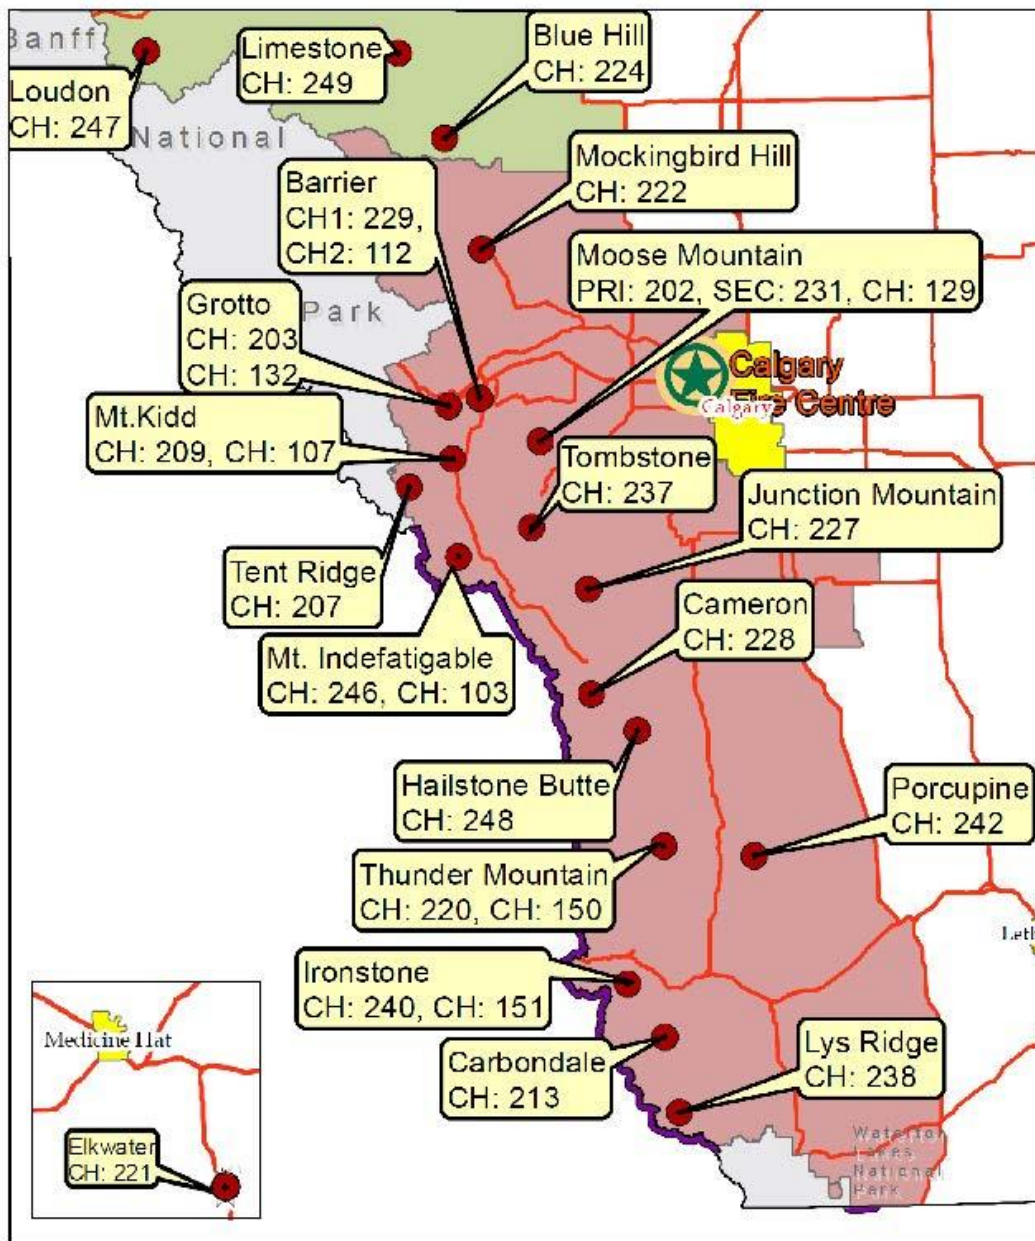 Banff
National
Park
Loudon
CH: 247
Limestone
CH: 249
Blue Hill
CH: 224
Mockingbird Hill
CH: 222
Barrier
CH1: 229,
CH2: 112
Moose Mountain
PRI: 202, SEC: 231, CH: 129
Grotto
CH: 203
CH: 132
Calgary
Fire Centre
Calgary
Mt.Kidd
CH: 209, CH: 107
Tombstone
CH: 237
Junction Mountain
CH: 227
Tent Ridge
CH: 207
Cameron
CH: 228
Mt. Indefatigable
CH: 246, CH: 103
Hailstone Butte
CH: 248
Porcupine
CH: 242
Thunder Mountain
CH: 220, CH: 150
Leth
Ironstone
CH: 240, CH: 151
Carbondale
CH: 213
Lys Ridge
CH: 238
Medicine Hat
Elkwater
CH: 221
Waterton
Lakes
National
Park